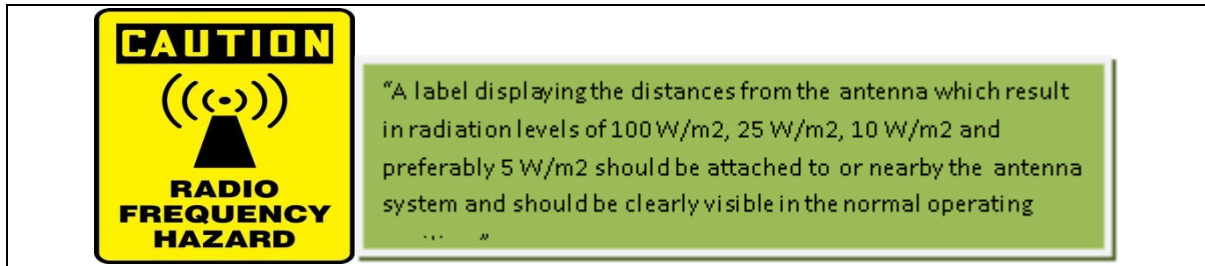 CAUTION
RADIO
FREQUENCY
HAZARD
“A label displaying the distances from the antenna which result
in radiation levels of 100 W/m2, 25 W/m2, 10 W/m2 and
preferably 5 W/m2 should be attached to or nearby the antenna
system and should be clearly visible in the normal operating